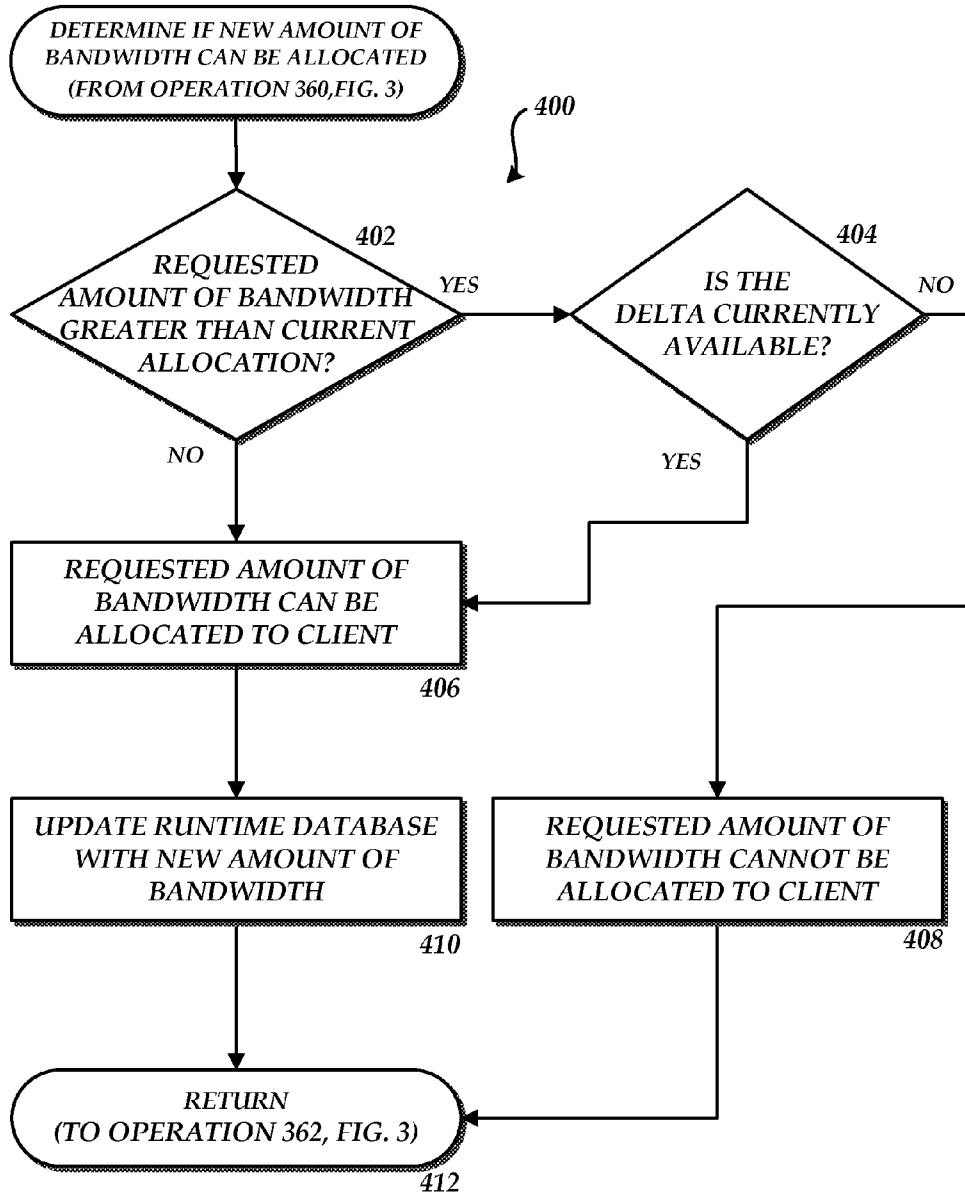 DETERMINE IF NEW AMOUNT OF
BANDWIDTH CAN BE ALLOCATED
(FROM OPERATION 360,FIG. 3)
400
402
REQUESTED
AMOUNT OF BANDWIDTH
GREATER THAN CURRENT
ALLOCATION?
YES
NO
404
IS THE
DELTA CURRENTLY
AVAILABLE?
NO
YES
REQUESTED AMOUNT OF
BANDWIDTH CAN BE
ALLOCATED TO CLIENT
406
UPDATE RUNTIME DATABASE
WITH NEW AMOUNT OF
BANDWIDTH
410
REQUESTED AMOUNT OF
BANDWIDTH CANNOT BE
ALLOCATED TO CLIENT
408
RETURN
(TO OPERATION 362, FIG. 3)
412